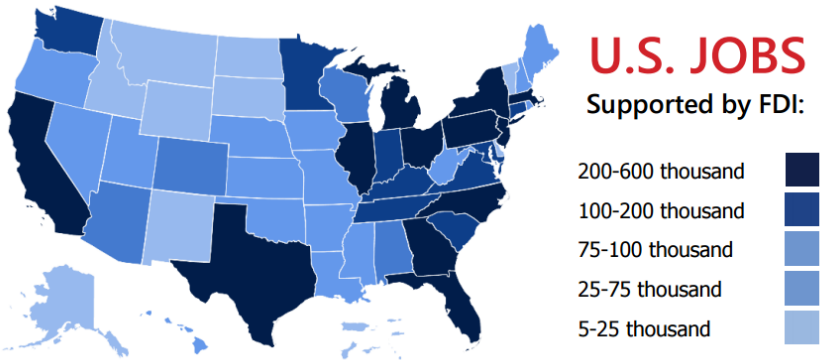 U.S. JOBS
Supported by FDI:
200-600 thousand
100-200 thousand
75-100 thousand
25-75 thousand
5-25 thousand